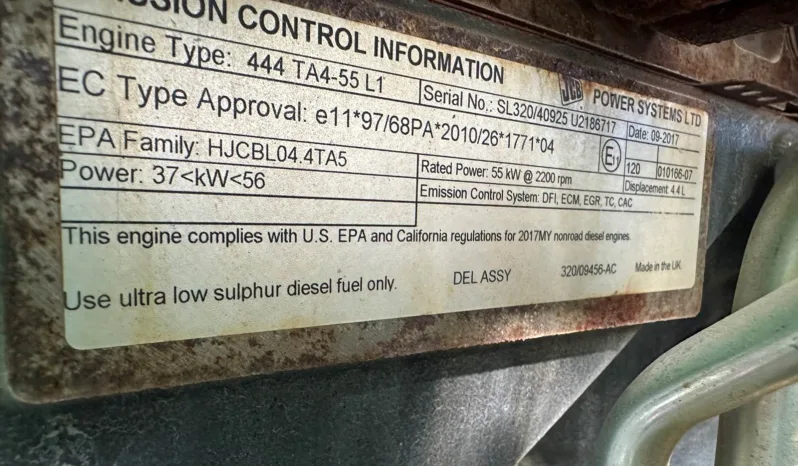 EMISSION CONTROL INFORMATION
JCB POWER SYSTEMS LTD
Engine Type: 444 TA4-55 L1
Serial No.: SL320/40925 U2186717
Date: 09-2017
EC Type Approval: e11*97/68PA*2010/26*1771*04
E11
120
010166-07
EPA Family: HJCBL04.4TA5
Rated Power: 55 kW @ 2200 rpm
Displacement: 4.4 L
Power: 37<kW<56
Emission Control System: DFI, ECM, EGR, TC, CAC
This engine complies with U.S. EPA and California regulations for 2017MY nonroad diesel engines.
Use ultra low sulphur diesel fuel only.
DEL ASSY
320/09456-AC
Made in the UK